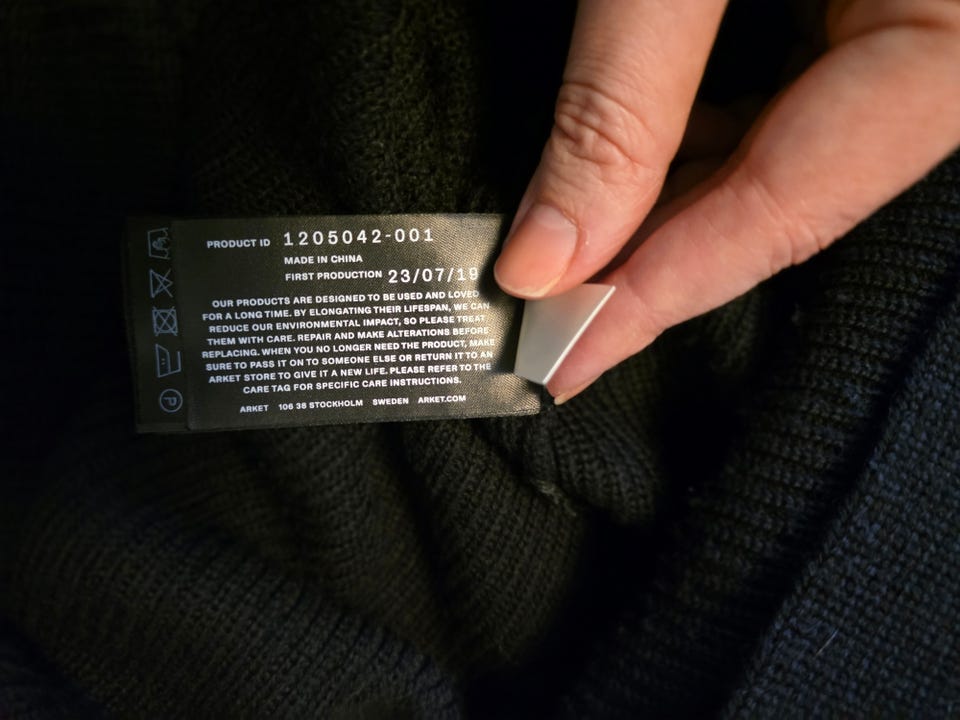 PRODUCT ID 1205042-001
MADE IN CHINA
FIRST PRODUCTION 23/07/19
OUR PRODUCTS ARE DESIGNED TO BE USED AND LOVED
FOR A LONG TIME. BY ELONGATING THEIR LIFESPAN, WE CAN
REDUCE OUR ENVIRONMENTAL IMPACT, SO PLEASE TREAT
THEM WITH CARE. REPAIR AND MAKE ALTERATIONS BEFORE
REPLACING. WHEN YOU NO LONGER NEED THE PRODUCT, MAKE
SURE TO PASS IT ON TO SOMEONE ELSE OR RETURN IT TO AN
ARKET STORE TO GIVE IT A NEW LIFE. PLEASE REFER TO THE
CARE TAG FOR SPECIFIC CARE INSTRUCTIONS.
ARKET 106 38 STOCKHOLM SWEDEN ARKET.COM
P